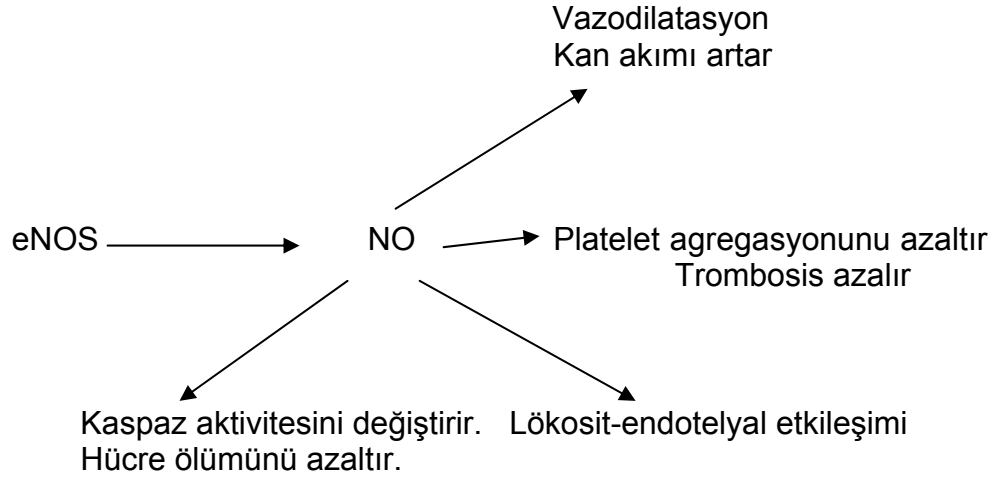 Vazodilatasyon
Kan akımı artar
eNOS
NO
Platelet agregasyonunu azaltır
Trombosis azalır
Kaspaz aktivitesini değiştirir.
Hücre ölümünü azaltır.
Lökosit-endotelyal etkileşimi